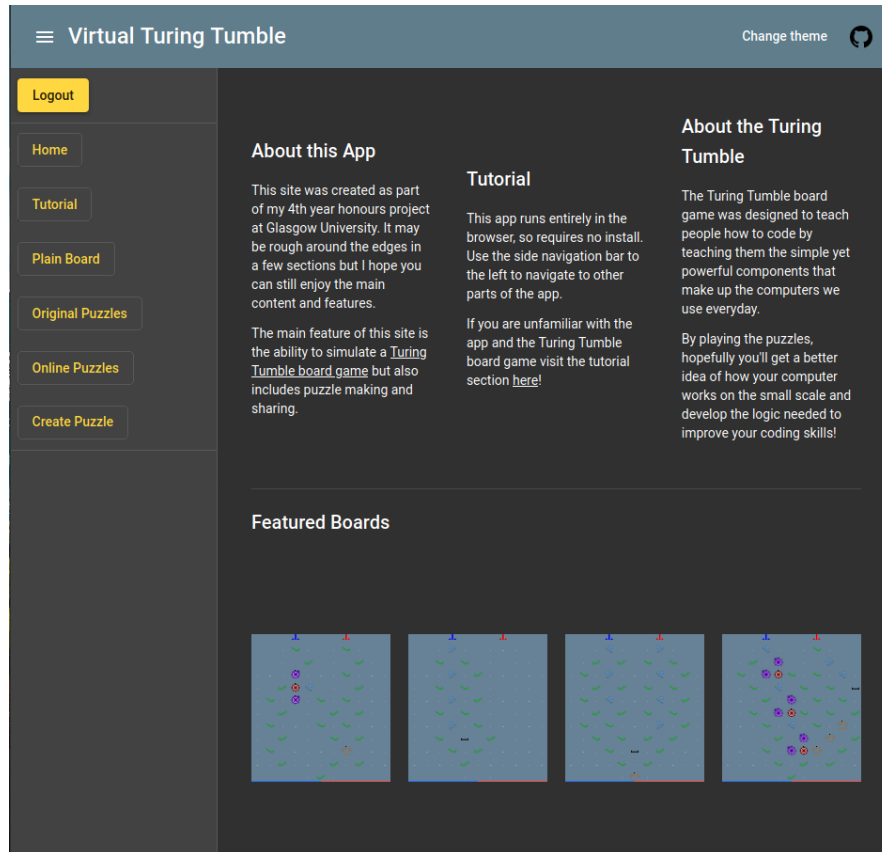 Virtual Turing Tumble
Change theme
Logout
Home
Tutorial
Plain Board
Original Puzzles
Online Puzzles
Create Puzzle
About this App
This site was created as part
of my 4th year honours project
at Glasgow University. It may
be rough around the edges in
a few sections but I hope you
can still enjoy the main
content and features.
The main feature of this site is
the ability to simulate a Turing
Tumble board game but also
includes puzzle making and
sharing.
Tutorial
This app runs entirely in the
browser, so requires no install.
Use the side navigation bar to
the left to navigate to other
parts of the app.
If you are unfamiliar with the
app and the Turing Tumble
board game visit the tutorial
section here!
About the Turing
Tumble
The Turing Tumble board
game was designed to teach
people how to code by
teaching them the simple yet
powerful components that
make up the computers we
use everyday.
By playing the puzzles,
hopefully you'll get a better
idea of how your computer
works on the small scale and
develop the logic needed to
improve your coding skills!
Featured Boards